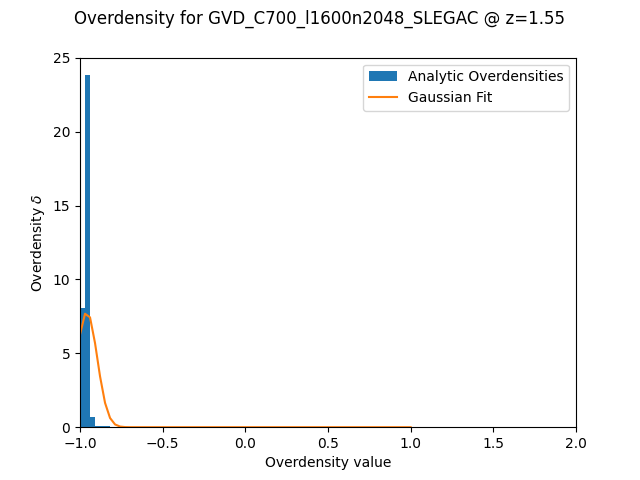 Overdensity for GVD_C700_l1600n2048_SLEGAC @ z=1.55
Analytic Overdensities
Gaussian Fit
Overdensity δ
25
20
15
10
5
0
−1.0 −0.5 0.0 0.5 1.0 1.5 2.0
Overdensity value